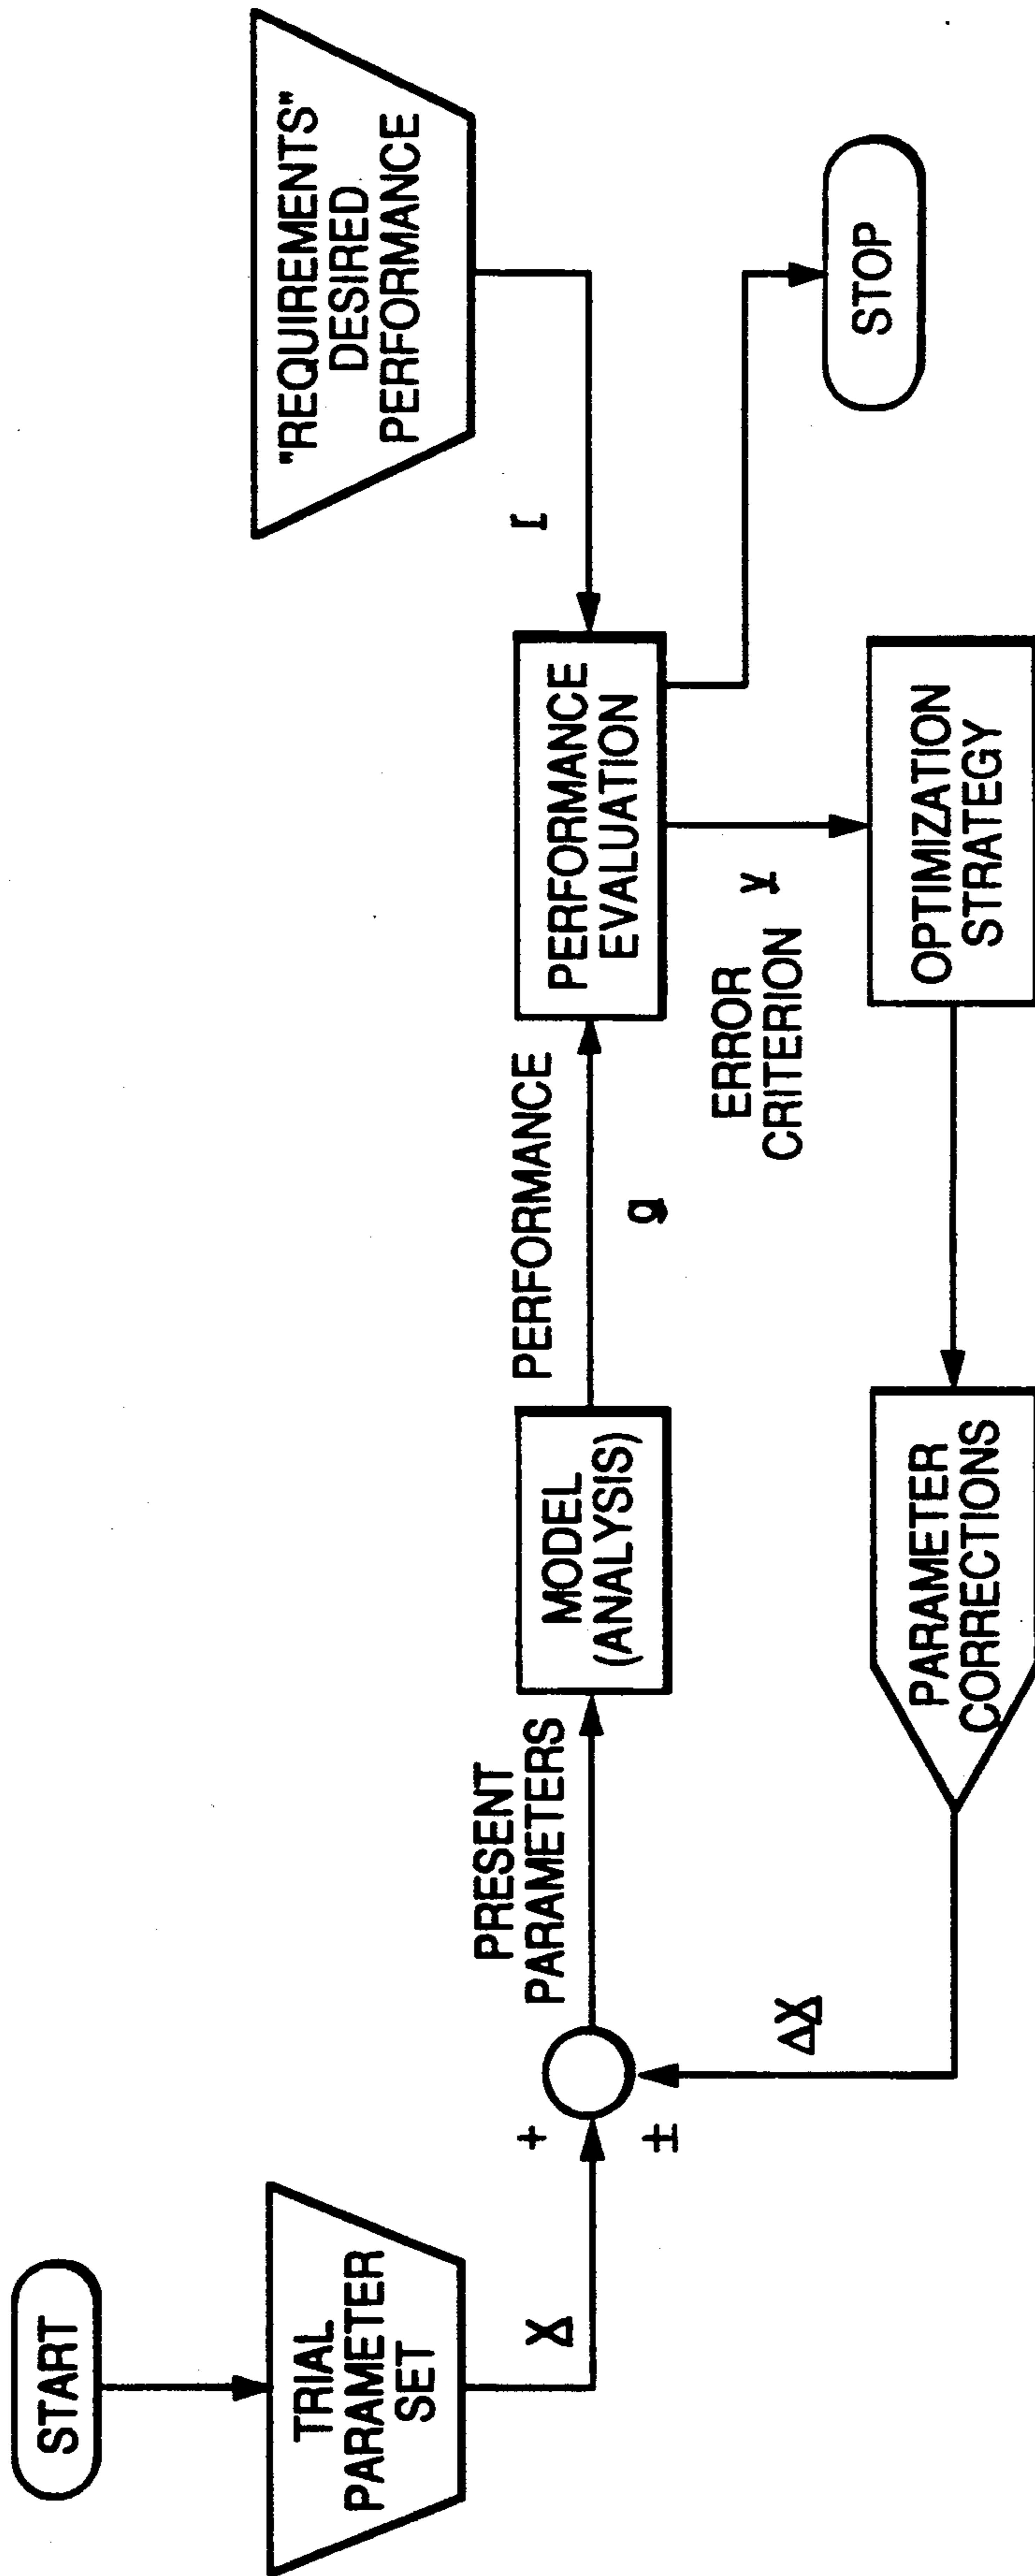 START
TRIAL
PARAMETER
SET
X
+
±
ΔX
PRESENT
PARAMETERS
MODEL
(ANALYSIS)
PERFORMANCE
g
PERFORMANCE
EVALUATION
r
"REQUIREMENTS"
DESIRED
PERFORMANCE
ERROR
CRITERION
y
STOP
OPTIMIZATION
STRATEGY
PARAMETER
CORRECTIONS